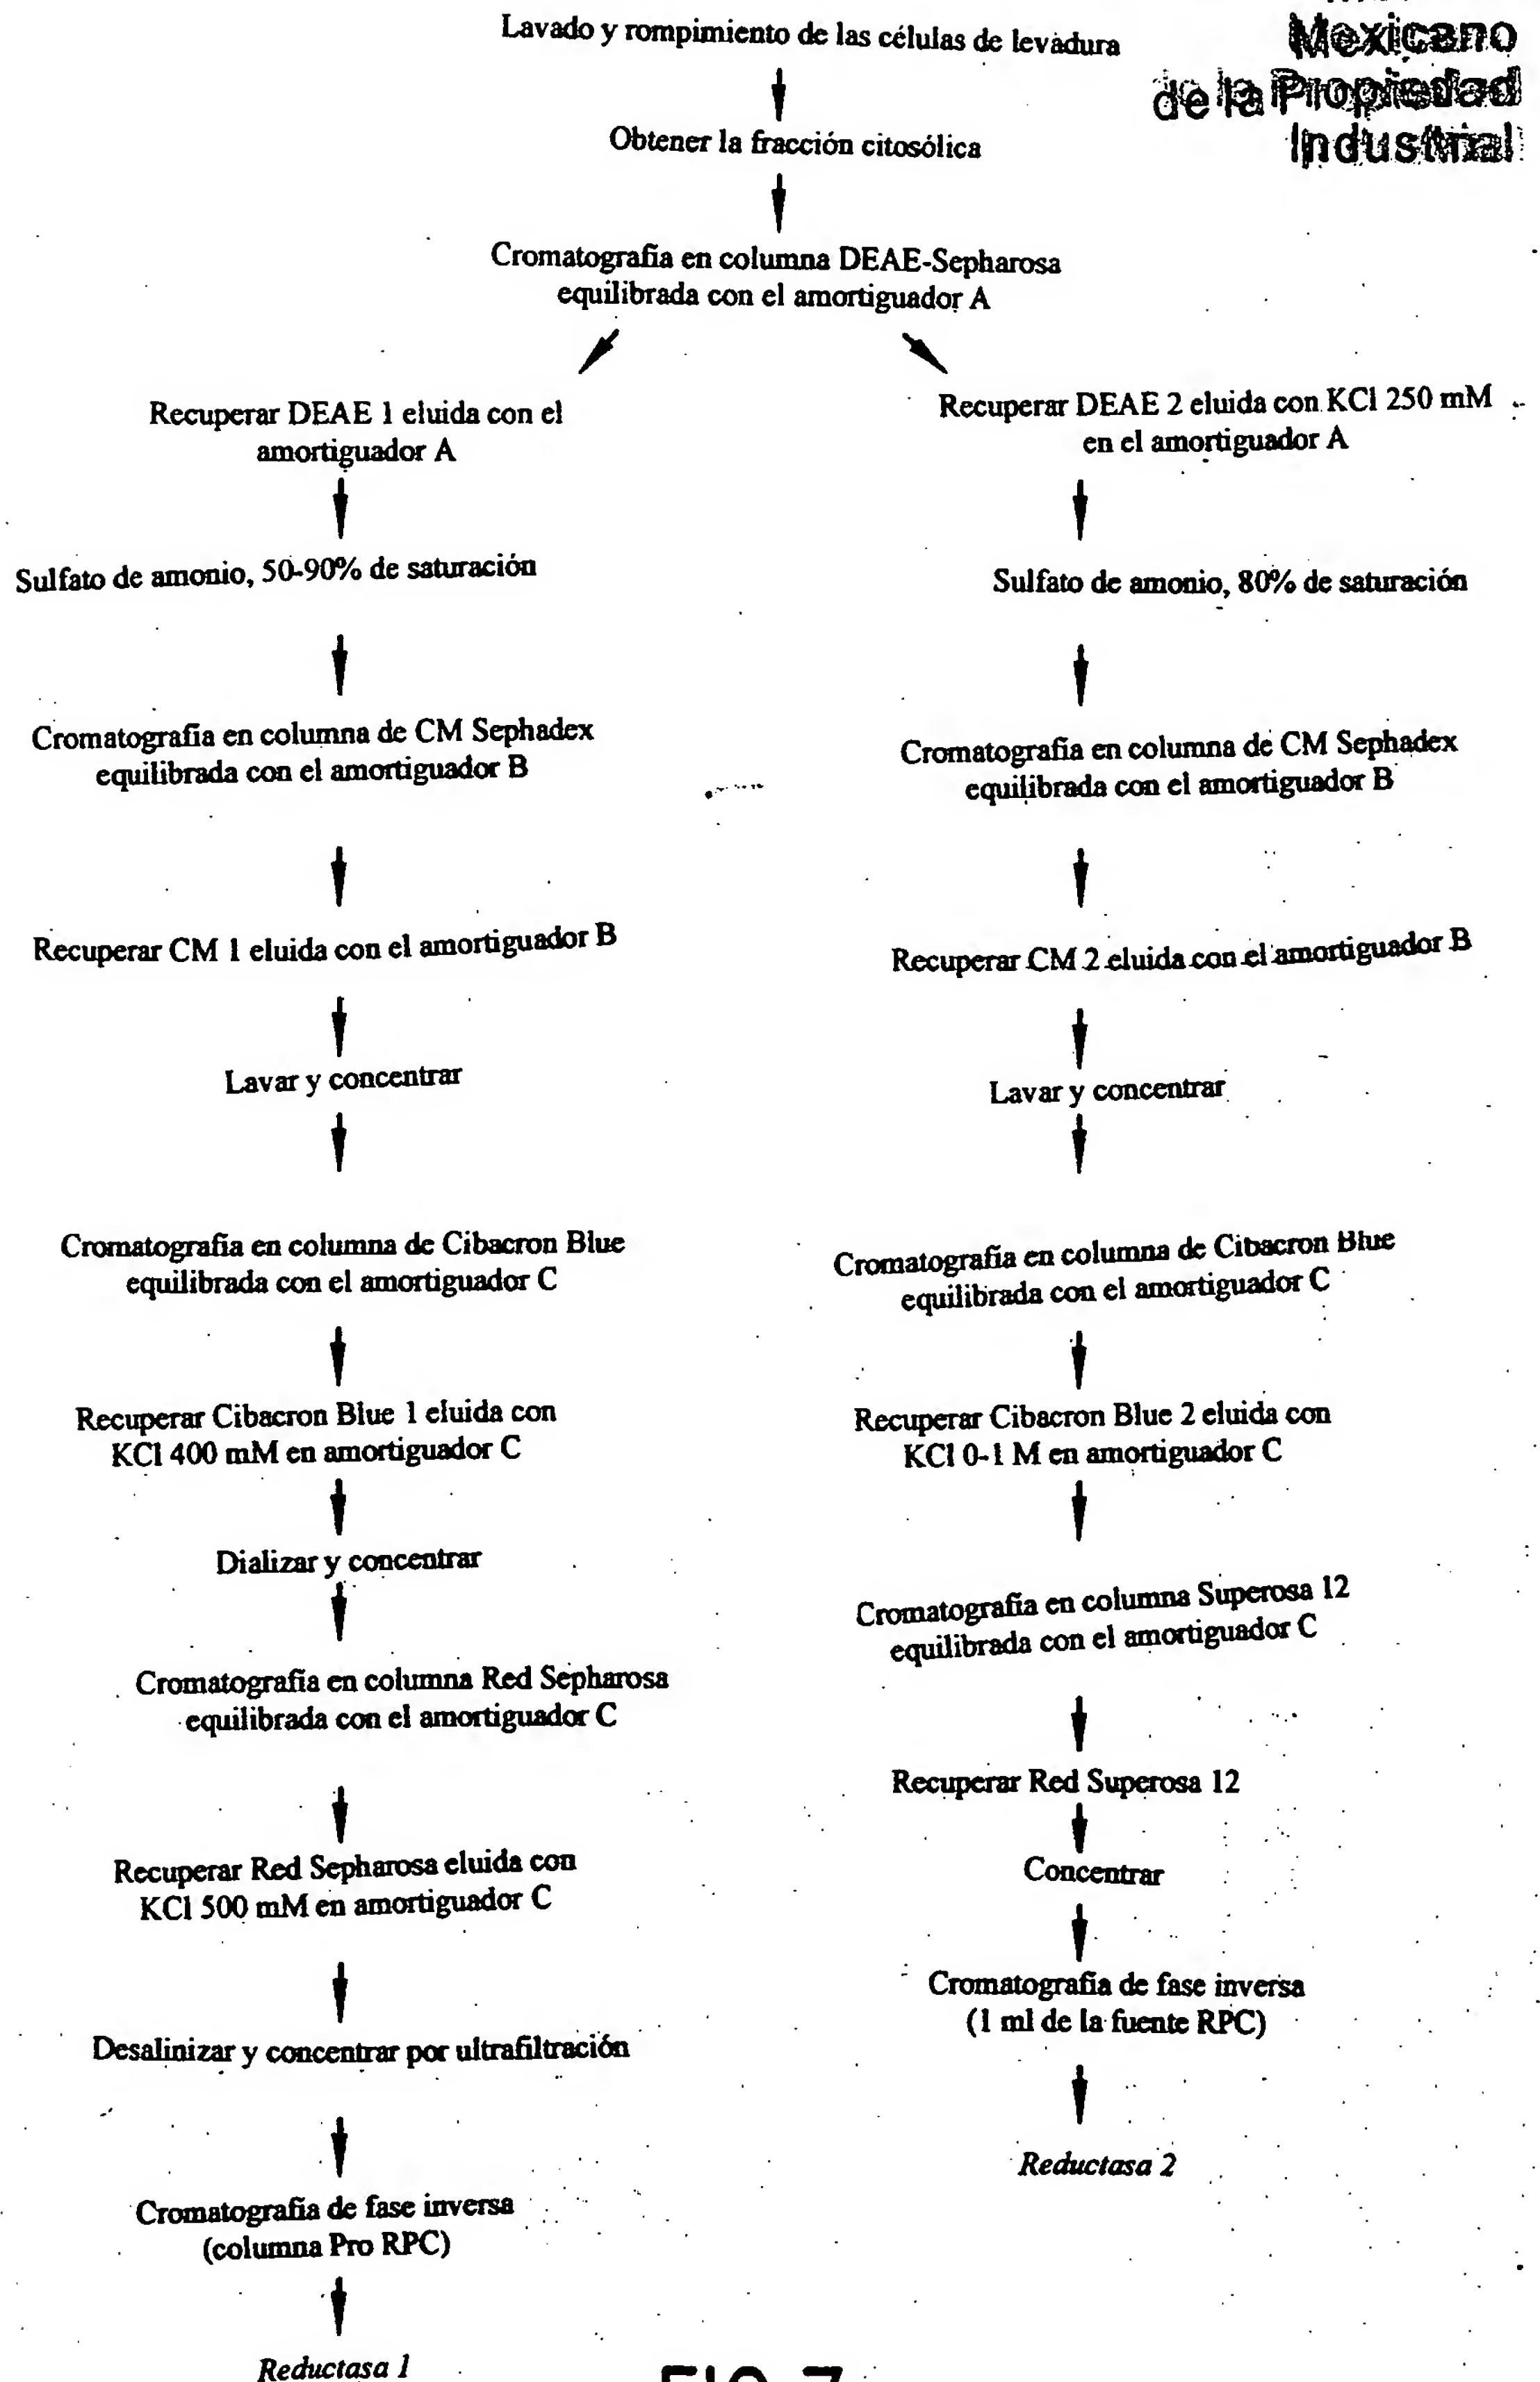 Lavado y rompimiento de las células de levadura
Mexicano
de la Propiedad
Industrial
Obtener la fracción citosólica
Cromatografía en columna DEAE-Sepharosa
equilibrada con el amortiguador A
Recuperar DEAE 1 eluida con el
amortiguador A
Sulfato de amonio, 50-90% de saturación
Cromatografía en columna de CM Sephadex
equilibrada con el amortiguador B
Recuperar CM 1 eluida con el amortiguador B
Lavar y concentrar
Cromatografía en columna de Cibacron Blue
equilibrada con el amortiguador C
Recuperar Cibacron Blue 1 eluida con
KCl 400 mM en amortiguador C
Dializar y concentrar
Cromatografía en columna Red Sepharosa
equilibrada con el amortiguador C
Recuperar Red Sepharosa eluida con
KCl 500 mM en amortiguador C
Desalinizar y concentrar por ultrafiltración
Cromatografía de fase inversa
(columna Pro RPC)
Reductasa 1
Recuperar DEAE 2 eluida con KCl 250 mM
en el amortiguador A
Sulfato de amonio, 80% de saturación
Cromatografía en columna de CM Sephadex
equilibrada con el amortiguador B
Recuperar CM 2 eluida con el amortiguador B
Lavar y concentrar
Cromatografía en columna de Cibacron Blue
equilibrada con el amortiguador C
Recuperar Cibacron Blue 2 eluida con
KCl 0-1 M en amortiguador C
Cromatografía en columna Superosa 12
equilibrada con el amortiguador C
Recuperar Red Superosa 12
Concentrar
Cromatografía de fase inversa
(1 ml de la fuente RPC)
Reductasa 2
FIG. 7